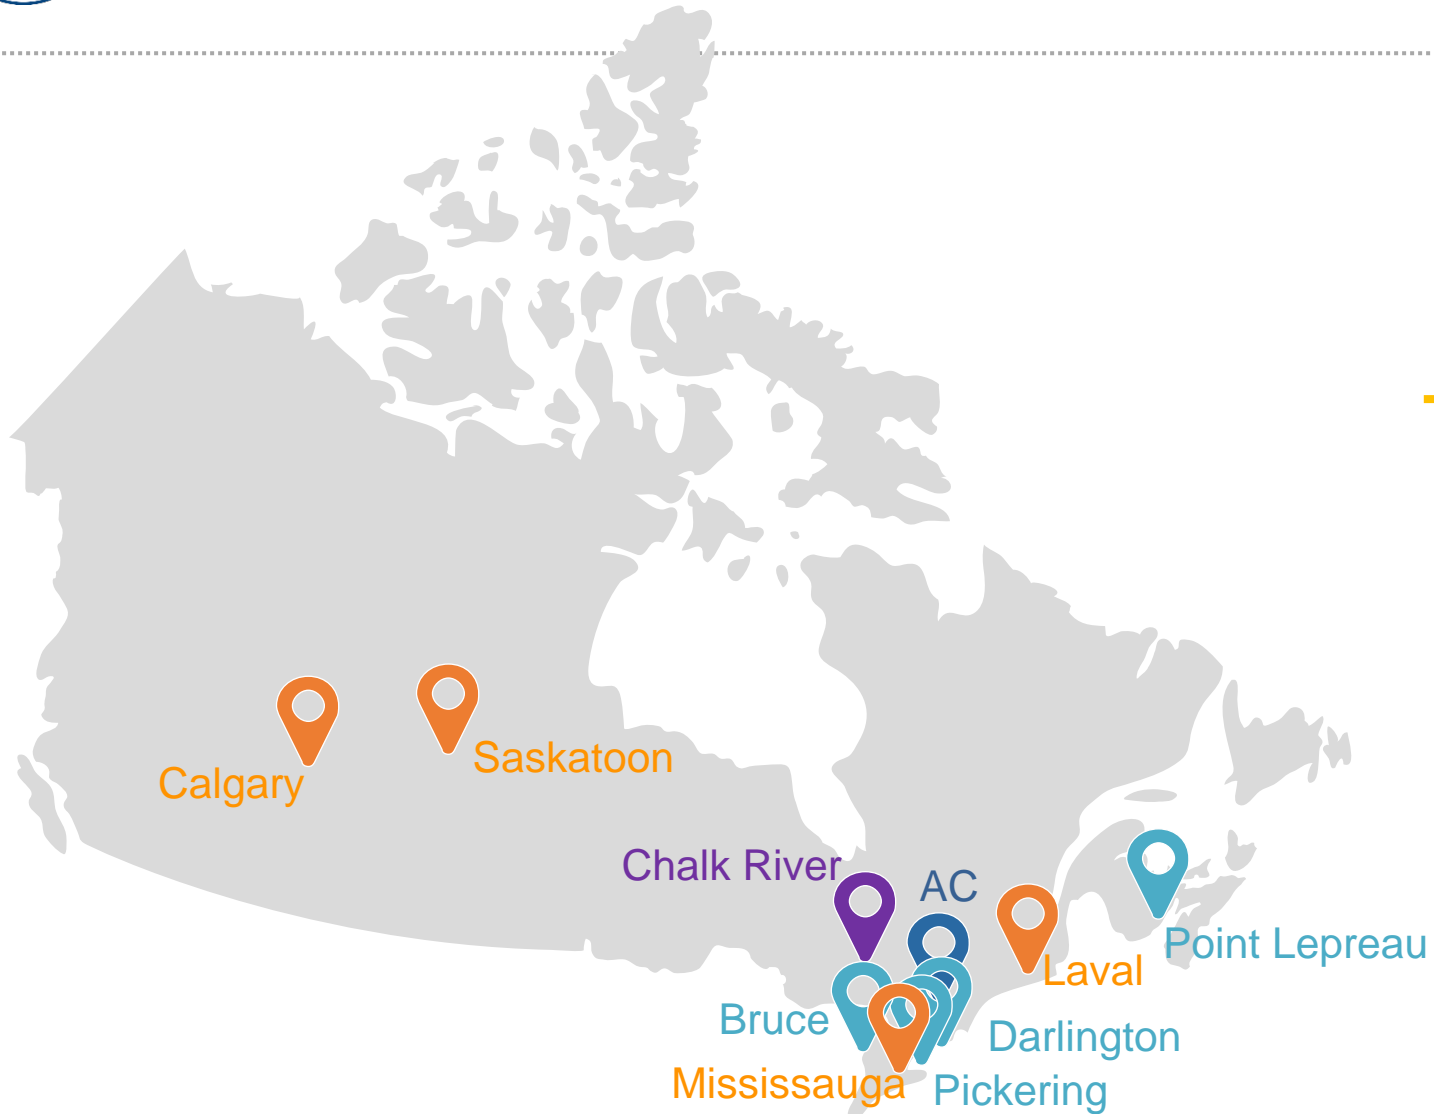 Saskatoon
Calgary
Chalk River
AC
Point Lepreau
Laval
Bruce
Darlington
Mississauga
Pickering